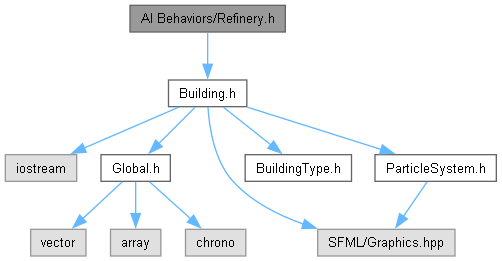 AI Behaviors/Refinery.h
Building.h
iostream
Global.h
BuildingType.h
ParticleSystem.h
vector
array
chrono
SFML/Graphics.hpp